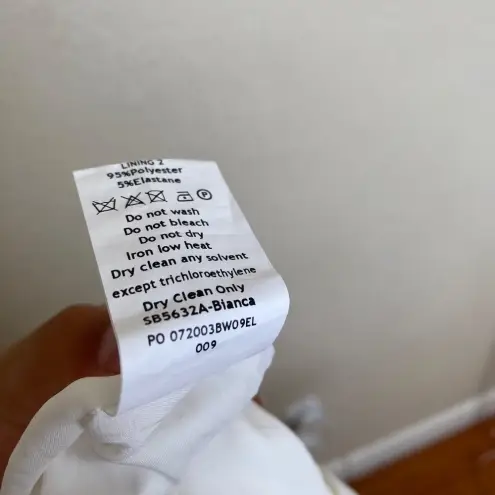 LINING 2
95%Polyester
5%Elastane
P
Do not wash
Do not bleach
Do not dry
Iron low heat
Dry clean any solvent
except trichloroethylene
Dry Clean Only
SB5632A-Bianca
PO 072003BW09EL
009